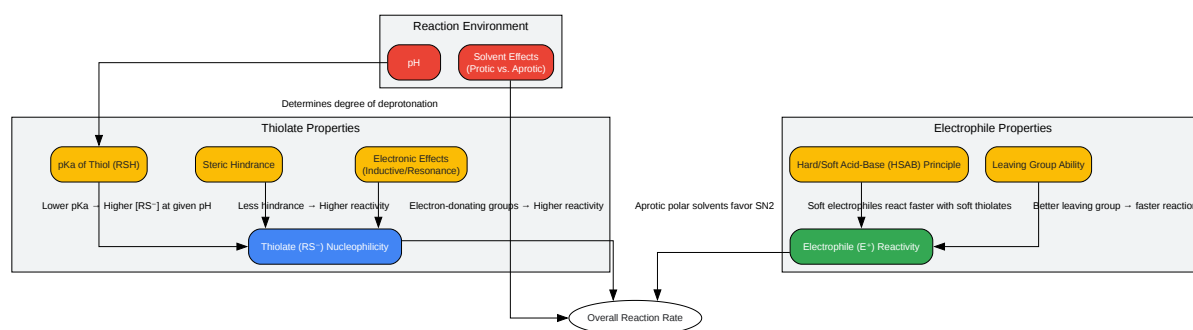 Reaction Environment
pH
Solvent Effects
(Protic vs. Aprotic)
Determines degree of deprotonation
Thiolate Properties
pKa of Thiol (RSH)
Steric Hindrance
Electronic Effects
(Inductive/Resonance)
Lower pKa → Higher [RS⁻] at given pH
Less hindrance → Higher reactivity
Electron-donating groups → Higher reactivity
Thiolate (RS⁻) Nucleophilicity
Aprotic polar solvents favor SN2
Electrophile Properties
Hard/Soft Acid-Base (HSAB) Principle
Leaving Group Ability
Soft electrophiles react faster with soft thiolates
Better leaving group → faster reaction
Electrophile (E⁺) Reactivity
Overall Reaction Rate